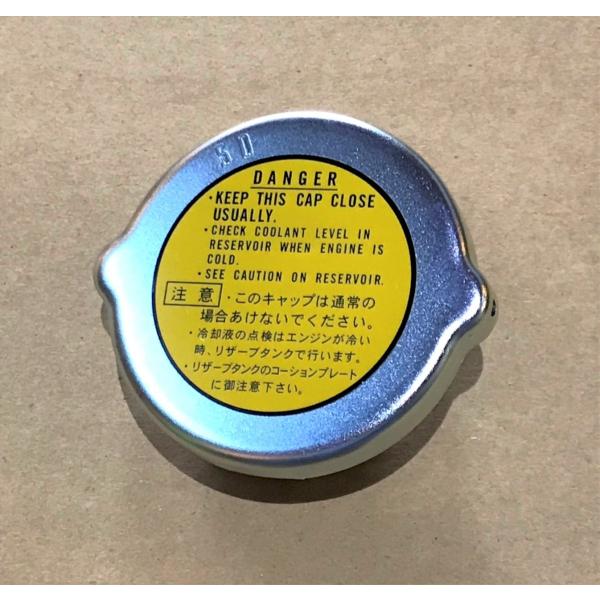 5D
DANGER
・KEEP THIS CAP CLOSE
USUALLY.
・CHECK COOLANT LEVEL IN
RESERVOIR WHEN ENGINE IS
COLD.
・SEE CAUTION ON RESERVOIR.
注意・このキャップは通常の
場合あけないでください。
・冷却液の点検はエンジンが冷い
時、リザーブタンクで行います。
・リザーブタンクのコーションプレート
に御注意下さい。